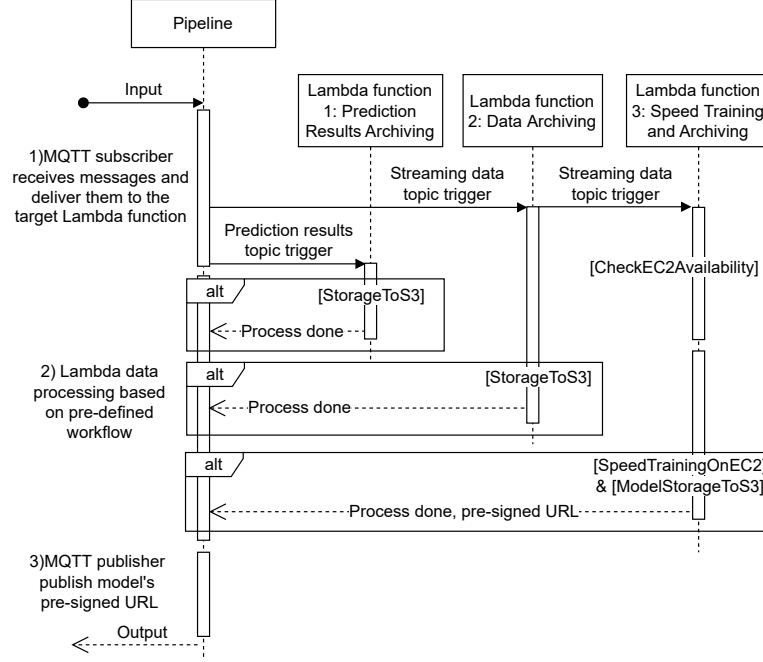 Pipeline
Input
Lambda function
1: Prediction
Results Archiving
Lambda function
2: Data Archiving
Lambda function
3: Speed Training
and Archiving
1)MQTT subscriber
receives messages and
deliver them to the
target Lambda function
Streaming data
topic trigger
Streaming data
topic trigger
Prediction results
topic trigger
[CheckEC2Availability]
alt
[StorageToS3]
Process done
2) Lambda data
processing based
on pre-defined
workflow
alt
[StorageToS3]
Process done
alt
[SpeedTrainingOnEC2]
& [ModelStorageToS3]
Process done, pre-signed URL
3)MQTT publisher
publish model's
pre-signed URL
Output